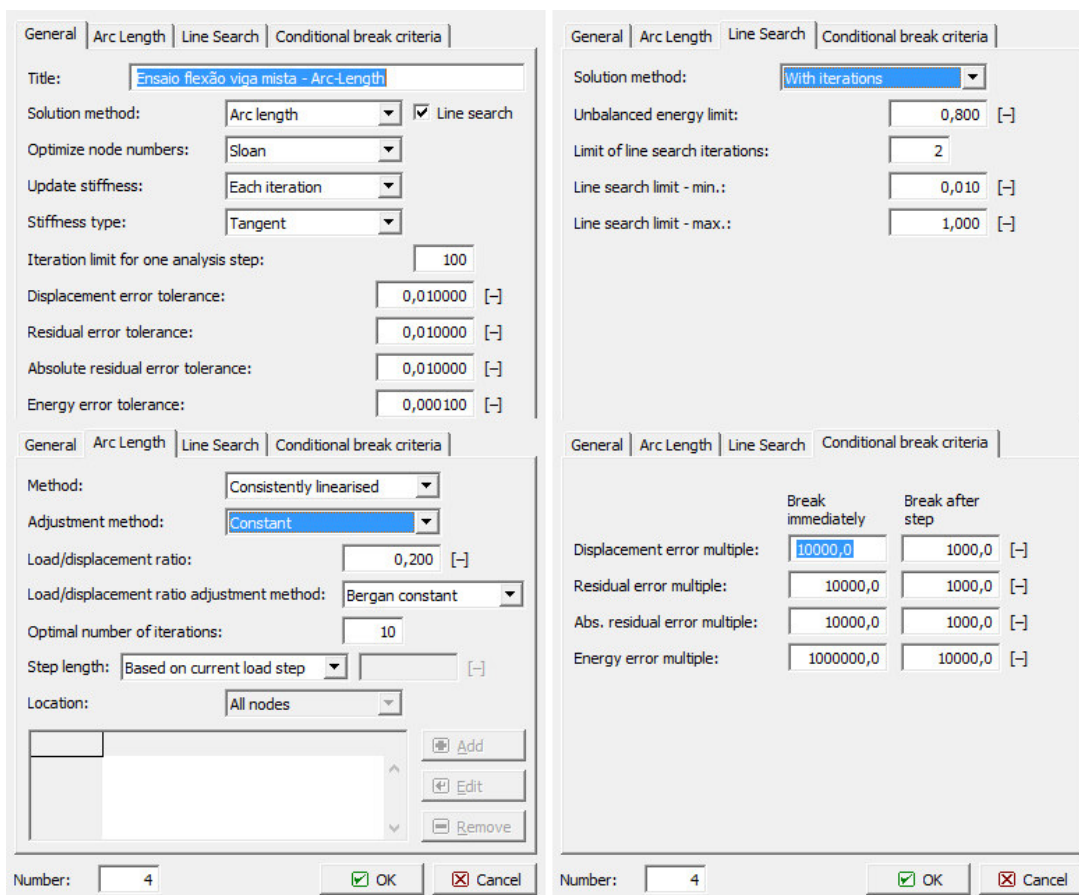 General Arc Length Line Search Conditional break criteria
Title: Ensaio flexão viga mista - Arc-Length
Solution method: Arc length Line search
Optimize node numbers: Sloan
Update stiffness: Each iteration
Stiffness type: Tangent
Iteration limit for one analysis step: 100
Displacement error tolerance: 0,010000 [–]
Residual error tolerance: 0,010000 [–]
Absolute residual error tolerance: 0,010000 [–]
Energy error tolerance: 0,000100 [–]
General Arc Length Line Search Conditional break criteria
Solution method: With iterations
Unbalanced energy limit: 0,800 [–]
Limit of line search iterations: 2
Line search limit - min.: 0,010 [–]
Line search limit - max.: 1,000 [–]
General Arc Length Line Search Conditional break criteria
Method: Consistently linearised
Adjustment method: Constant
Load/displacement ratio: 0,200 [–]
Load/displacement ratio adjustment method: Bergan constant
Optimal number of iterations: 10
Step length: Based on current load step [–]
Location: All nodes
Add
Edit
Remove
Number: 4 OK Cancel
General Arc Length Line Search Conditional break criteria
Break immediately Break after step
Displacement error multiple: 10000,0 1000,0 [–]
Residual error multiple: 10000,0 1000,0 [–]
Abs. residual error multiple: 10000,0 1000,0 [–]
Energy error multiple: 1000000,0 10000,0 [–]
Number: 4 OK Cancel